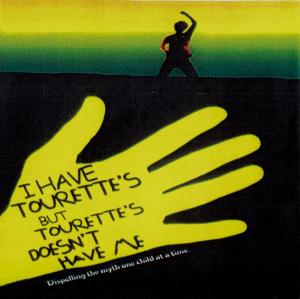 I HAVE
TOURETTE'S
BUT
TOURETTE'S
DOESN'T
HAVE ME
Dispelling the myth one child at a time.